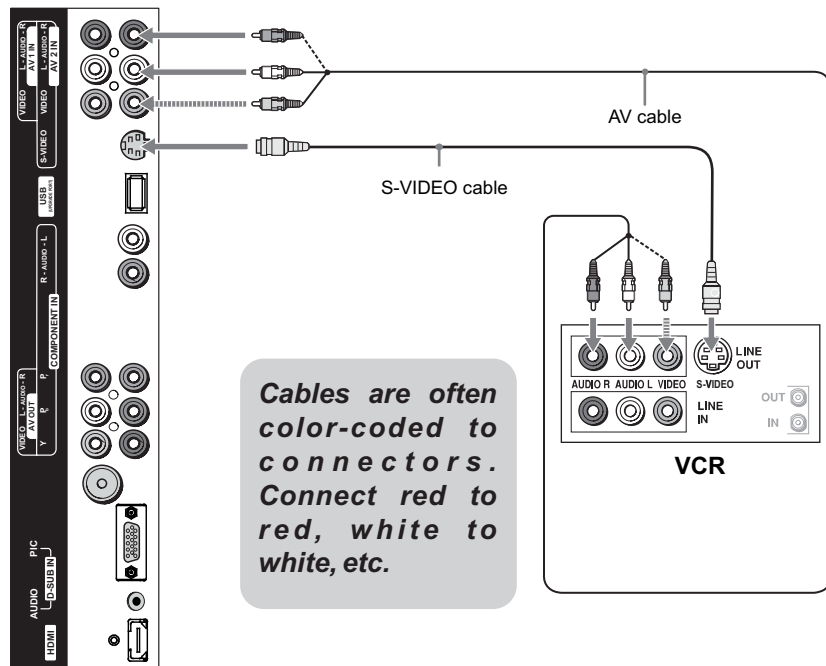 VIDEO L - AUDIO - R
AV 1 IN
S-VIDEO VIDEO L - AUDIO - R
AV 2 IN
USB
R - AUDIO - L
COMPONENT IN
VIDEO L - AUDIO - R
AV OUT
Y
AUDIO PIC
D-SUB IN
HDMI
AV cable
S-VIDEO cable
Cables are often
color-coded to
connectors.
Connect red to
red, white to
white, etc.
LINE
OUT
AUDIO R AUDIO L VIDEO S-VIDEO
LINE
IN
OUT
IN
VCR